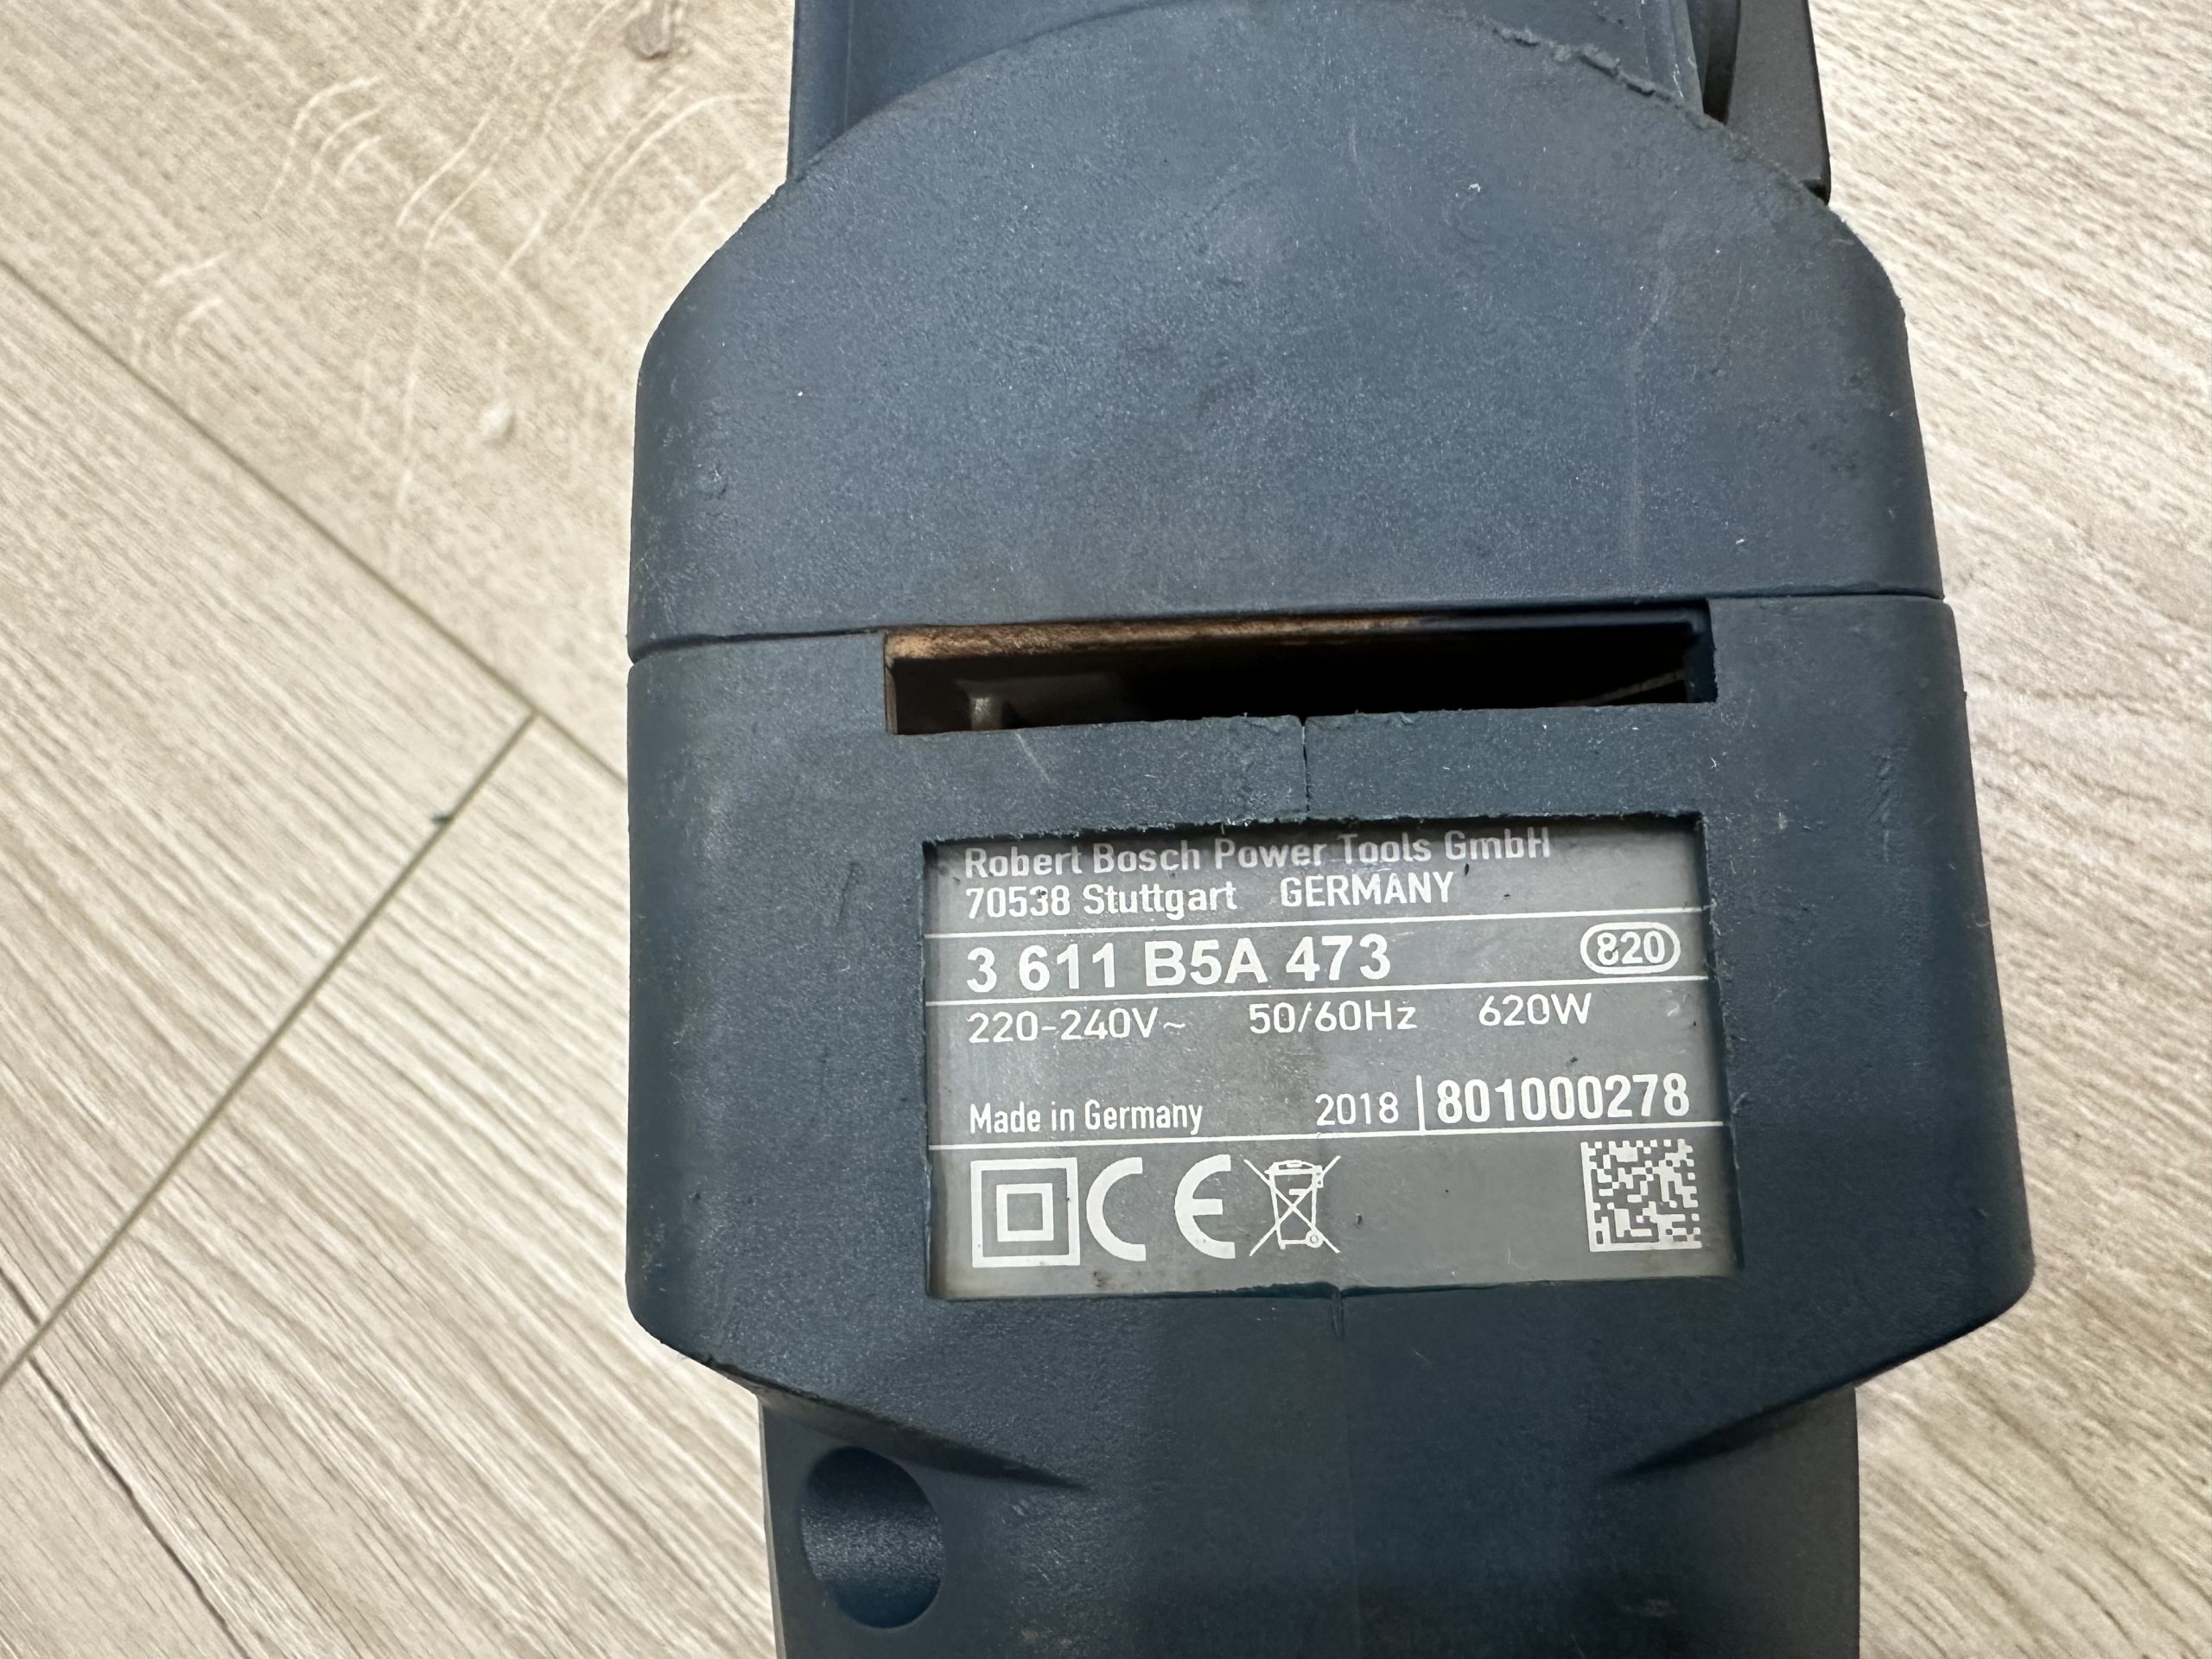 Robert Bosch Power Tools GmbH
70538 Stuttgart GERMANY
3 611 B5A 473 820
220-240V~ 50/60Hz 620W
Made in Germany 2018 | 801000278
CE